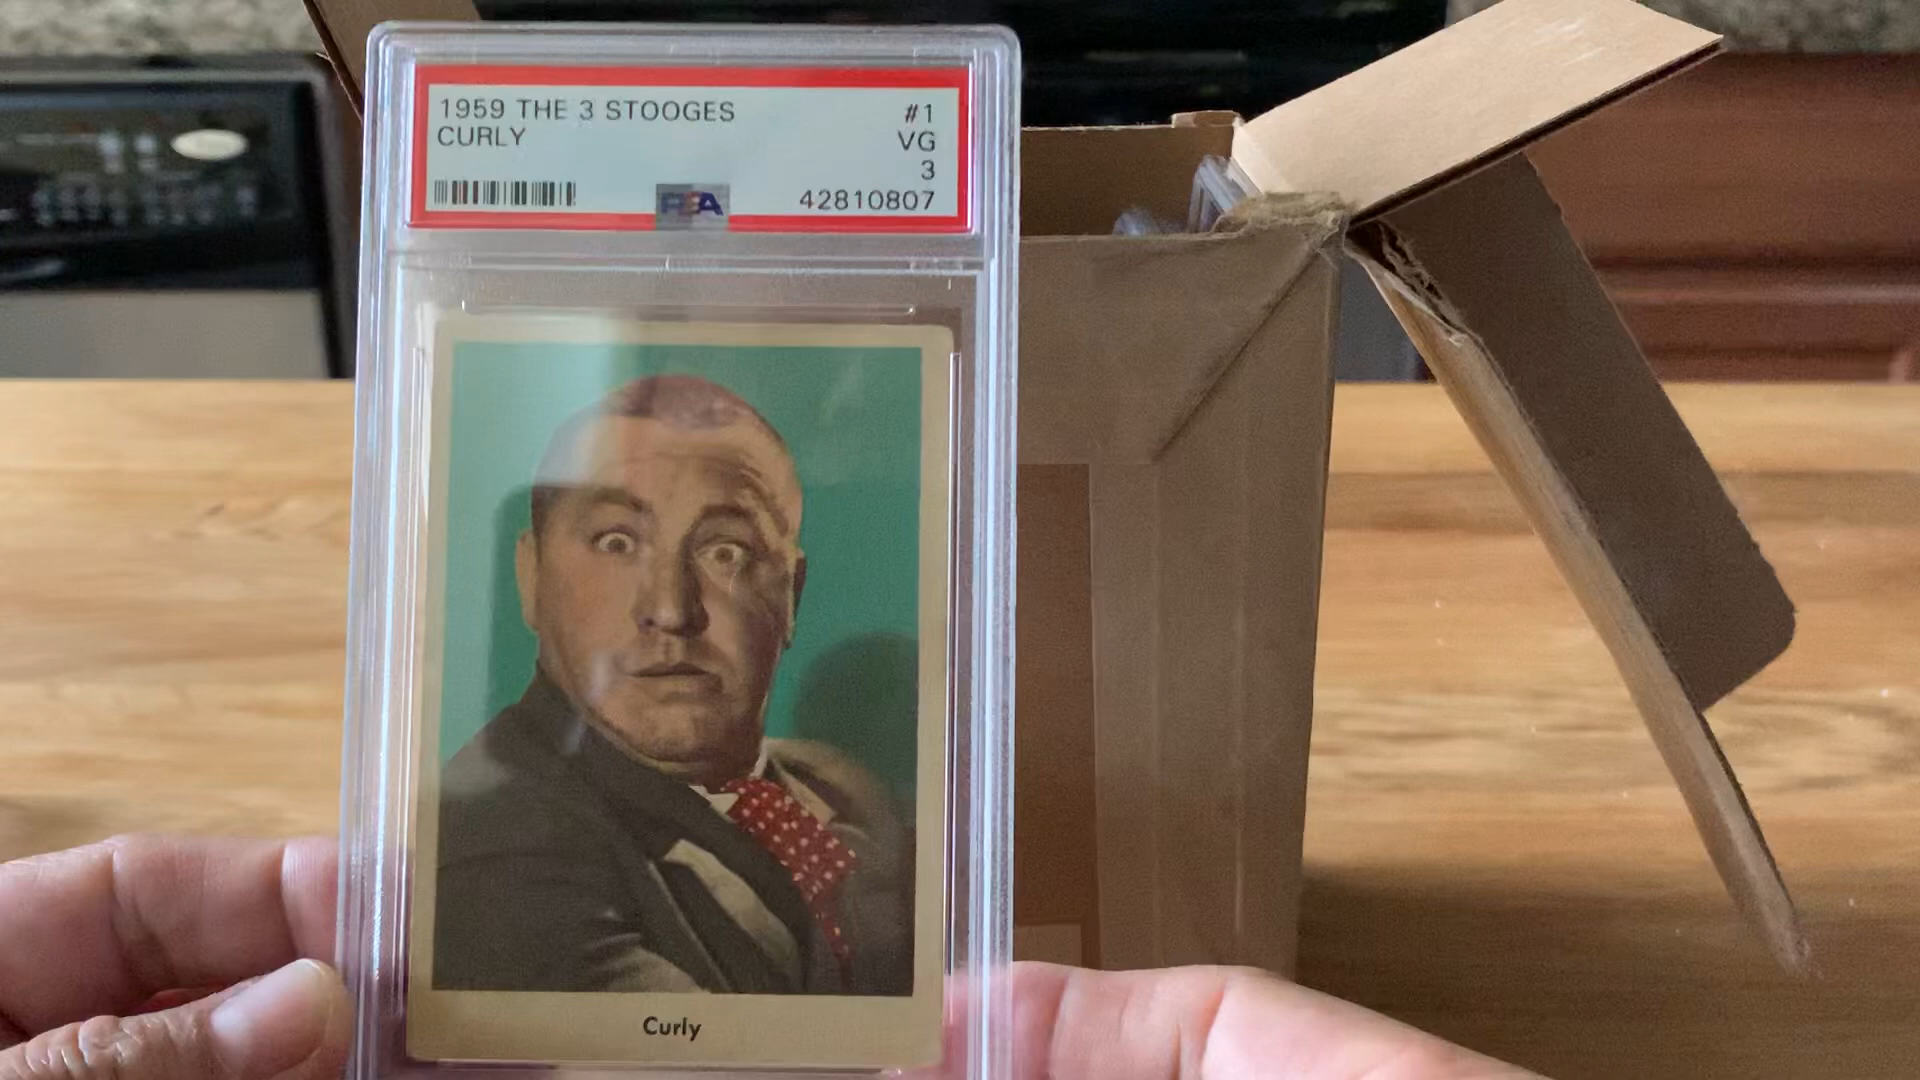 1959 THE 3 STOOGES #1
CURLY VG
3
PSA 42810807
Curly